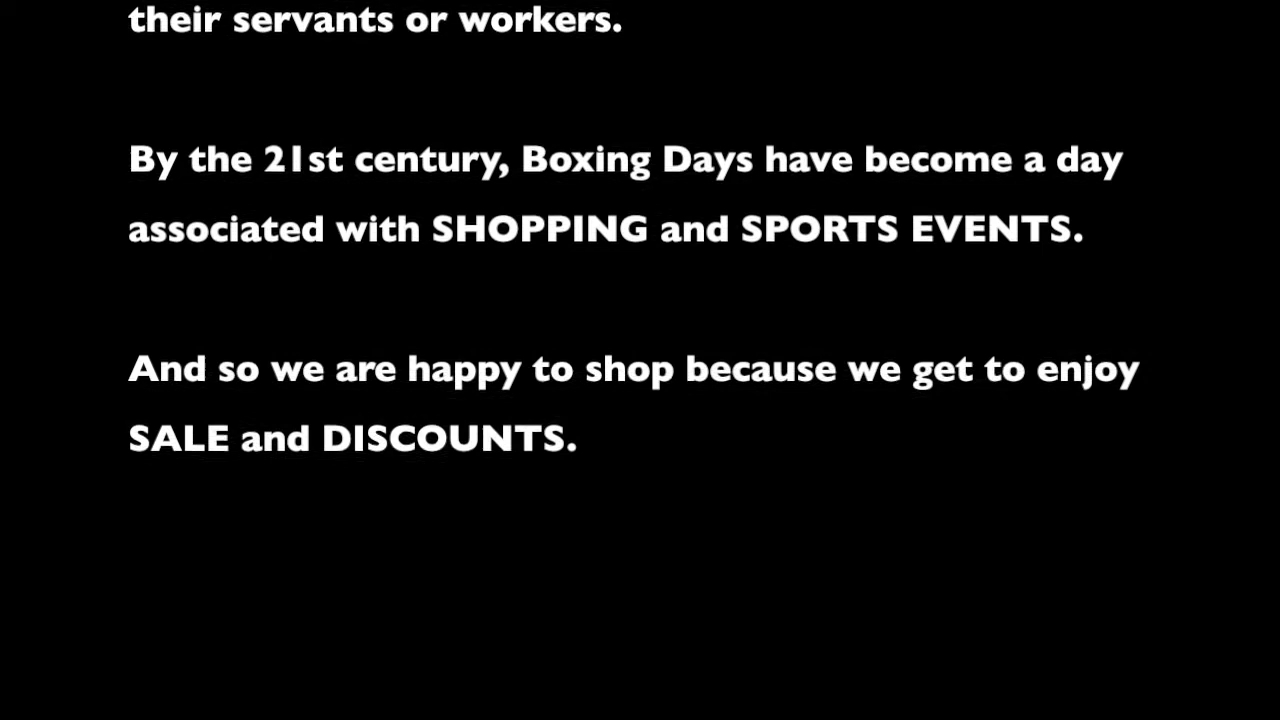 their servants or workers.
By the 21st century, Boxing Days have become a day
associated with SHOPPING and SPORTS EVENTS.
And so we are happy to shop because we get to enjoy
SALE and DISCOUNTS.